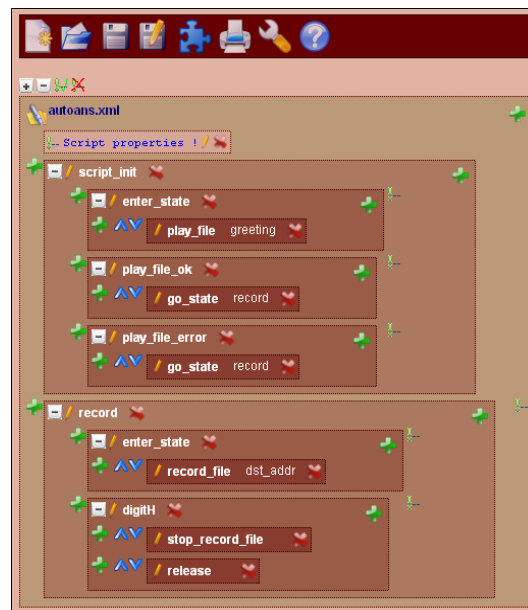 autoans.xml
Script properties !
script_init
enter_state
play_file greeting
play_file_ok
go_state record
play_file_error
go_state record
record
enter_state
record_file dst_addr
digitH
stop_record_file
release